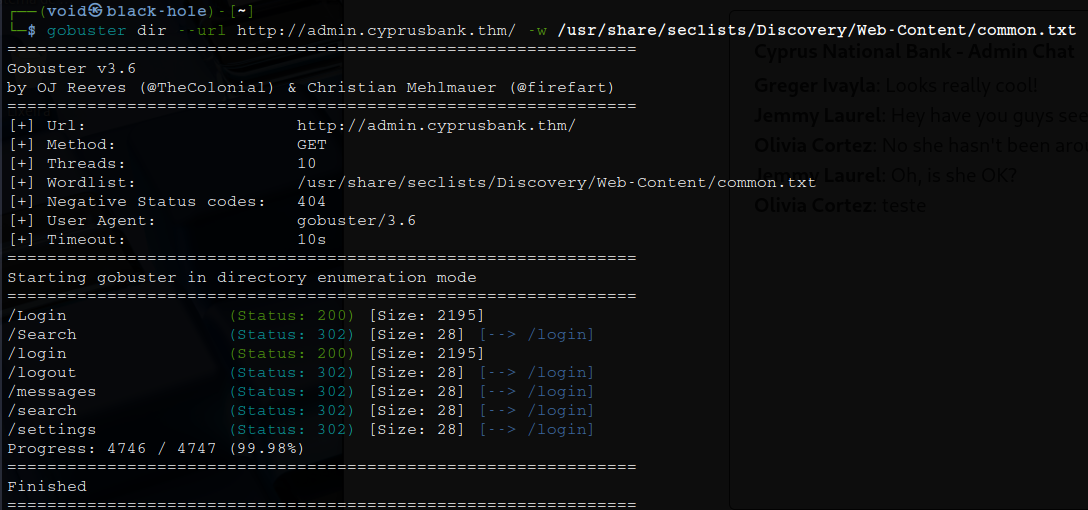 ┌──(void㉿black-hole)-[~]
└─$ gobuster dir --url http://admin.cyprusbank.thm/ -w /usr/share/seclists/Discovery/Web-Content/common.txt
===============================================================
Gobuster v3.6
by OJ Reeves (@TheColonial) & Christian Mehlmauer (@firefart)
===============================================================
[+] Url:                     http://admin.cyprusbank.thm/
[+] Method:                  GET
[+] Threads:                 10
[+] Wordlist:                /usr/share/seclists/Discovery/Web-Content/common.txt
[+] Negative Status codes:   404
[+] User Agent:              gobuster/3.6
[+] Timeout:                 10s
===============================================================
Starting gobuster in directory enumeration mode
===============================================================
/Login                (Status: 200) [Size: 2195]
/Search               (Status: 302) [Size: 28] [--> /login]
/login                (Status: 200) [Size: 2195]
/logout               (Status: 302) [Size: 28] [--> /login]
/messages             (Status: 302) [Size: 28] [--> /login]
/search               (Status: 302) [Size: 28] [--> /login]
/settings             (Status: 302) [Size: 28] [--> /login]
Progress: 4746 / 4747 (99.98%)
===============================================================
Finished
===============================================================
Cyprus National Bank - Admin Chat
Greger Ivayla: Looks really cool!
Jemmy Laurel: Hey have you guys see
Olivia Cortez: No she hasn't been aro
Jemmy Laurel: Oh, is she OK?
Olivia Cortez: teste